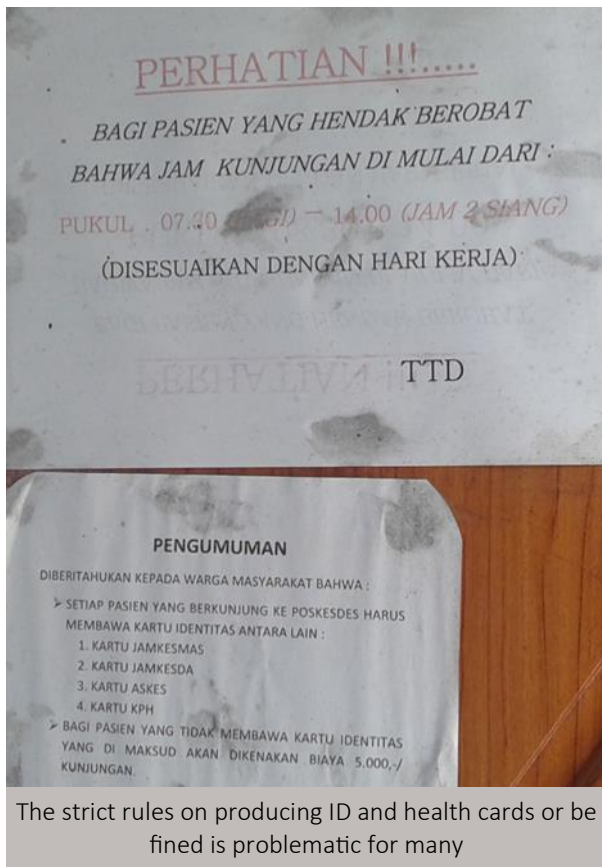 PERHATIAN !!!.....
BAGI PASIEN YANG HENDAK BEROBAT
BAHWA JAM KUNJUNGAN DI MULAI DARI :
PUKUL . 07.30 (PAGI) – 14.00 (JAM 2 SIANG)
(DISESUAIKAN DENGAN HARI KERJA)
TTD
PENGUMUMAN
DIBERITAHUKAN KEPADA WARGA MASYARAKAT BAHWA :
➢ SETIAP PASIEN YANG BERKUNJUNG KE POSKESDES HARUS
MEMBAWA KARTU IDENTITAS ANTARA LAIN :
1. KARTU JAMKESMAS
2. KARTU JAMKESDA
3. KARTU ASKES
4. KARTU KPH
➢ BAGI PASIEN YANG TIDAK MEMBAWA KARTU IDENTITAS
YANG DI MAKSUD AKAN DIKENAKAN BIAYA 5.000,-/
KUNJUNGAN.
The strict rules on producing ID and health cards or be
fined is problematic for many